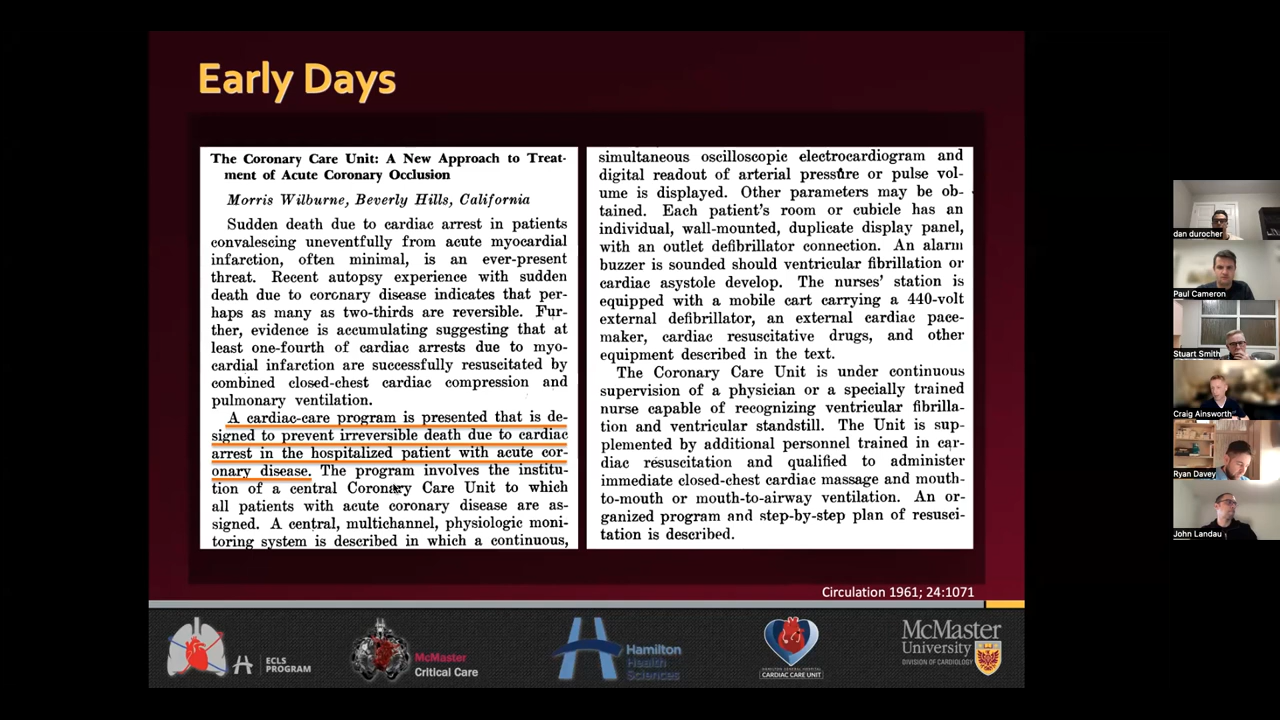 Early Days
The Coronary Care Unit: A New Approach to Treat-
ment of Acute Coronary Occlusion
Morris Wilburne, Beverly Hills, California
Sudden death due to cardiac arrest in patients
convalescing uneventfully from acute myocardial
infarction, often minimal, is an ever-present
threat. Recent autopsy experience with sudden
death due to coronary disease indicates that per-
haps as many as two-thirds are reversible. Fur-
ther, evidence is accumulating suggesting that at
least one-fourth of cardiac arrests due to myo-
cardial infarction are successfully resuscitated by
combined closed-chest cardiac compression and
pulmonary ventilation.
A cardiac-care program is presented that is de-
signed to prevent irreversible death due to cardiac
arrest in the hospitalized patient with acute cor-
onary disease. The program involves the institu-
tion of a central Coronary Care Unit to which
all patients with acute coronary disease are as-
signed. A central, multichannel, physiologic moni-
toring system is described in which a continuous,
simultaneous oscilloscopic electrocardiogram and
digital readout of arterial pressure or pulse vol-
ume is displayed. Other parameters may be ob-
tained. Each patient's room or cubicle has an
individual, wall-mounted, duplicate display panel,
with an outlet defibrillator connection. An alarm
buzzer is sounded should ventricular fibrillation or
cardiac asystole develop. The nurses' station is
equipped with a mobile cart carrying a 440-volt
external defibrillator, an external cardiac pace-
maker, cardiac resuscitative drugs, and other
equipment described in the text.
The Coronary Care Unit is under continuous
supervision of a physician or a specially trained
nurse capable of recognizing ventricular fibrilla-
tion and ventricular standstill. The Unit is sup-
plemented by additional personnel trained in car-
diac resuscitation and qualified to administer
immediate closed-chest cardiac massage and mouth-
to-mouth or mouth-to-airway ventilation. An or-
ganized program and step-by-step plan of resusci-
tation is described.
Circulation 1961; 24:1071
ECLS
PROGRAM
McMaster
Critical Care
Hamilton
Health
Sciences
HAMILTON GENERAL HOSPITAL
CARDIAC CARE UNIT
McMaster
University
DIVISION OF CARDIOLOGY
dan durocher
Paul Cameron
Stuart Smith
Craig Ainsworth
Ryan Davey
John Landau